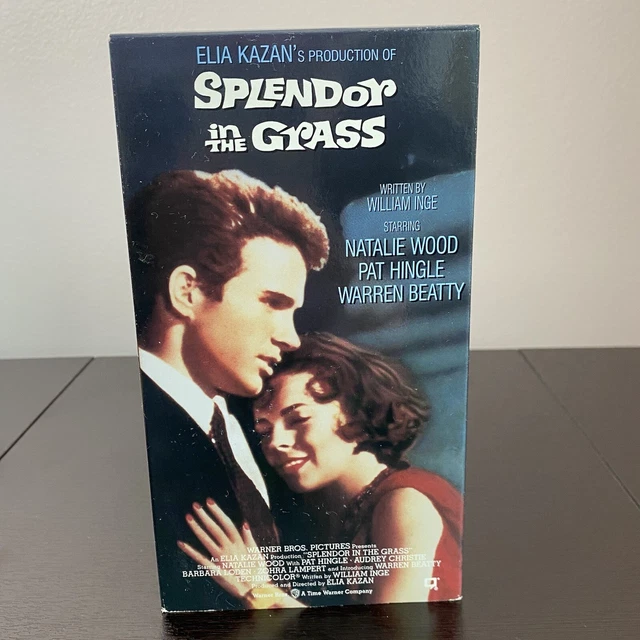 ELIA KAZAN'S PRODUCTION OF
SPLENDOR
in THE GRASS
WRITTEN BY
WILLIAM INGE
STARRING
NATALIE WOOD
PAT HINGLE
WARREN BEATTY
WARNER BROS. PICTURES Presents
An ELIA KAZAN Production "SPLENDOR IN THE GRASS"
Starring NATALIE WOOD With PAT HINGLE · AUDREY CHRISTIE
BARBARA LODEN · ZOHRA LAMPERT and Introducing WARREN BEATTY
TECHNICOLOR® Written by WILLIAM INGE
Produced and Directed by ELIA KAZAN
Warner Bros. A Time Warner Company